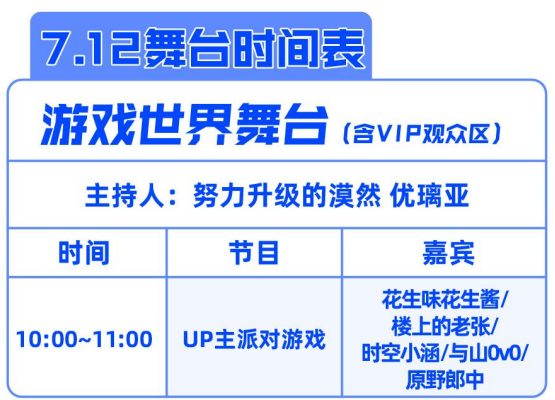 7.12舞台时间表
游戏世界舞台（含VIP观众区）
主持人：努力升级的漠然 优璃亚
时间 节目 嘉宾
10:00~11:00 UP主派对游戏 花生味花生酱/
楼上的老张/
时空小涵/与山0v0/
原野郎中